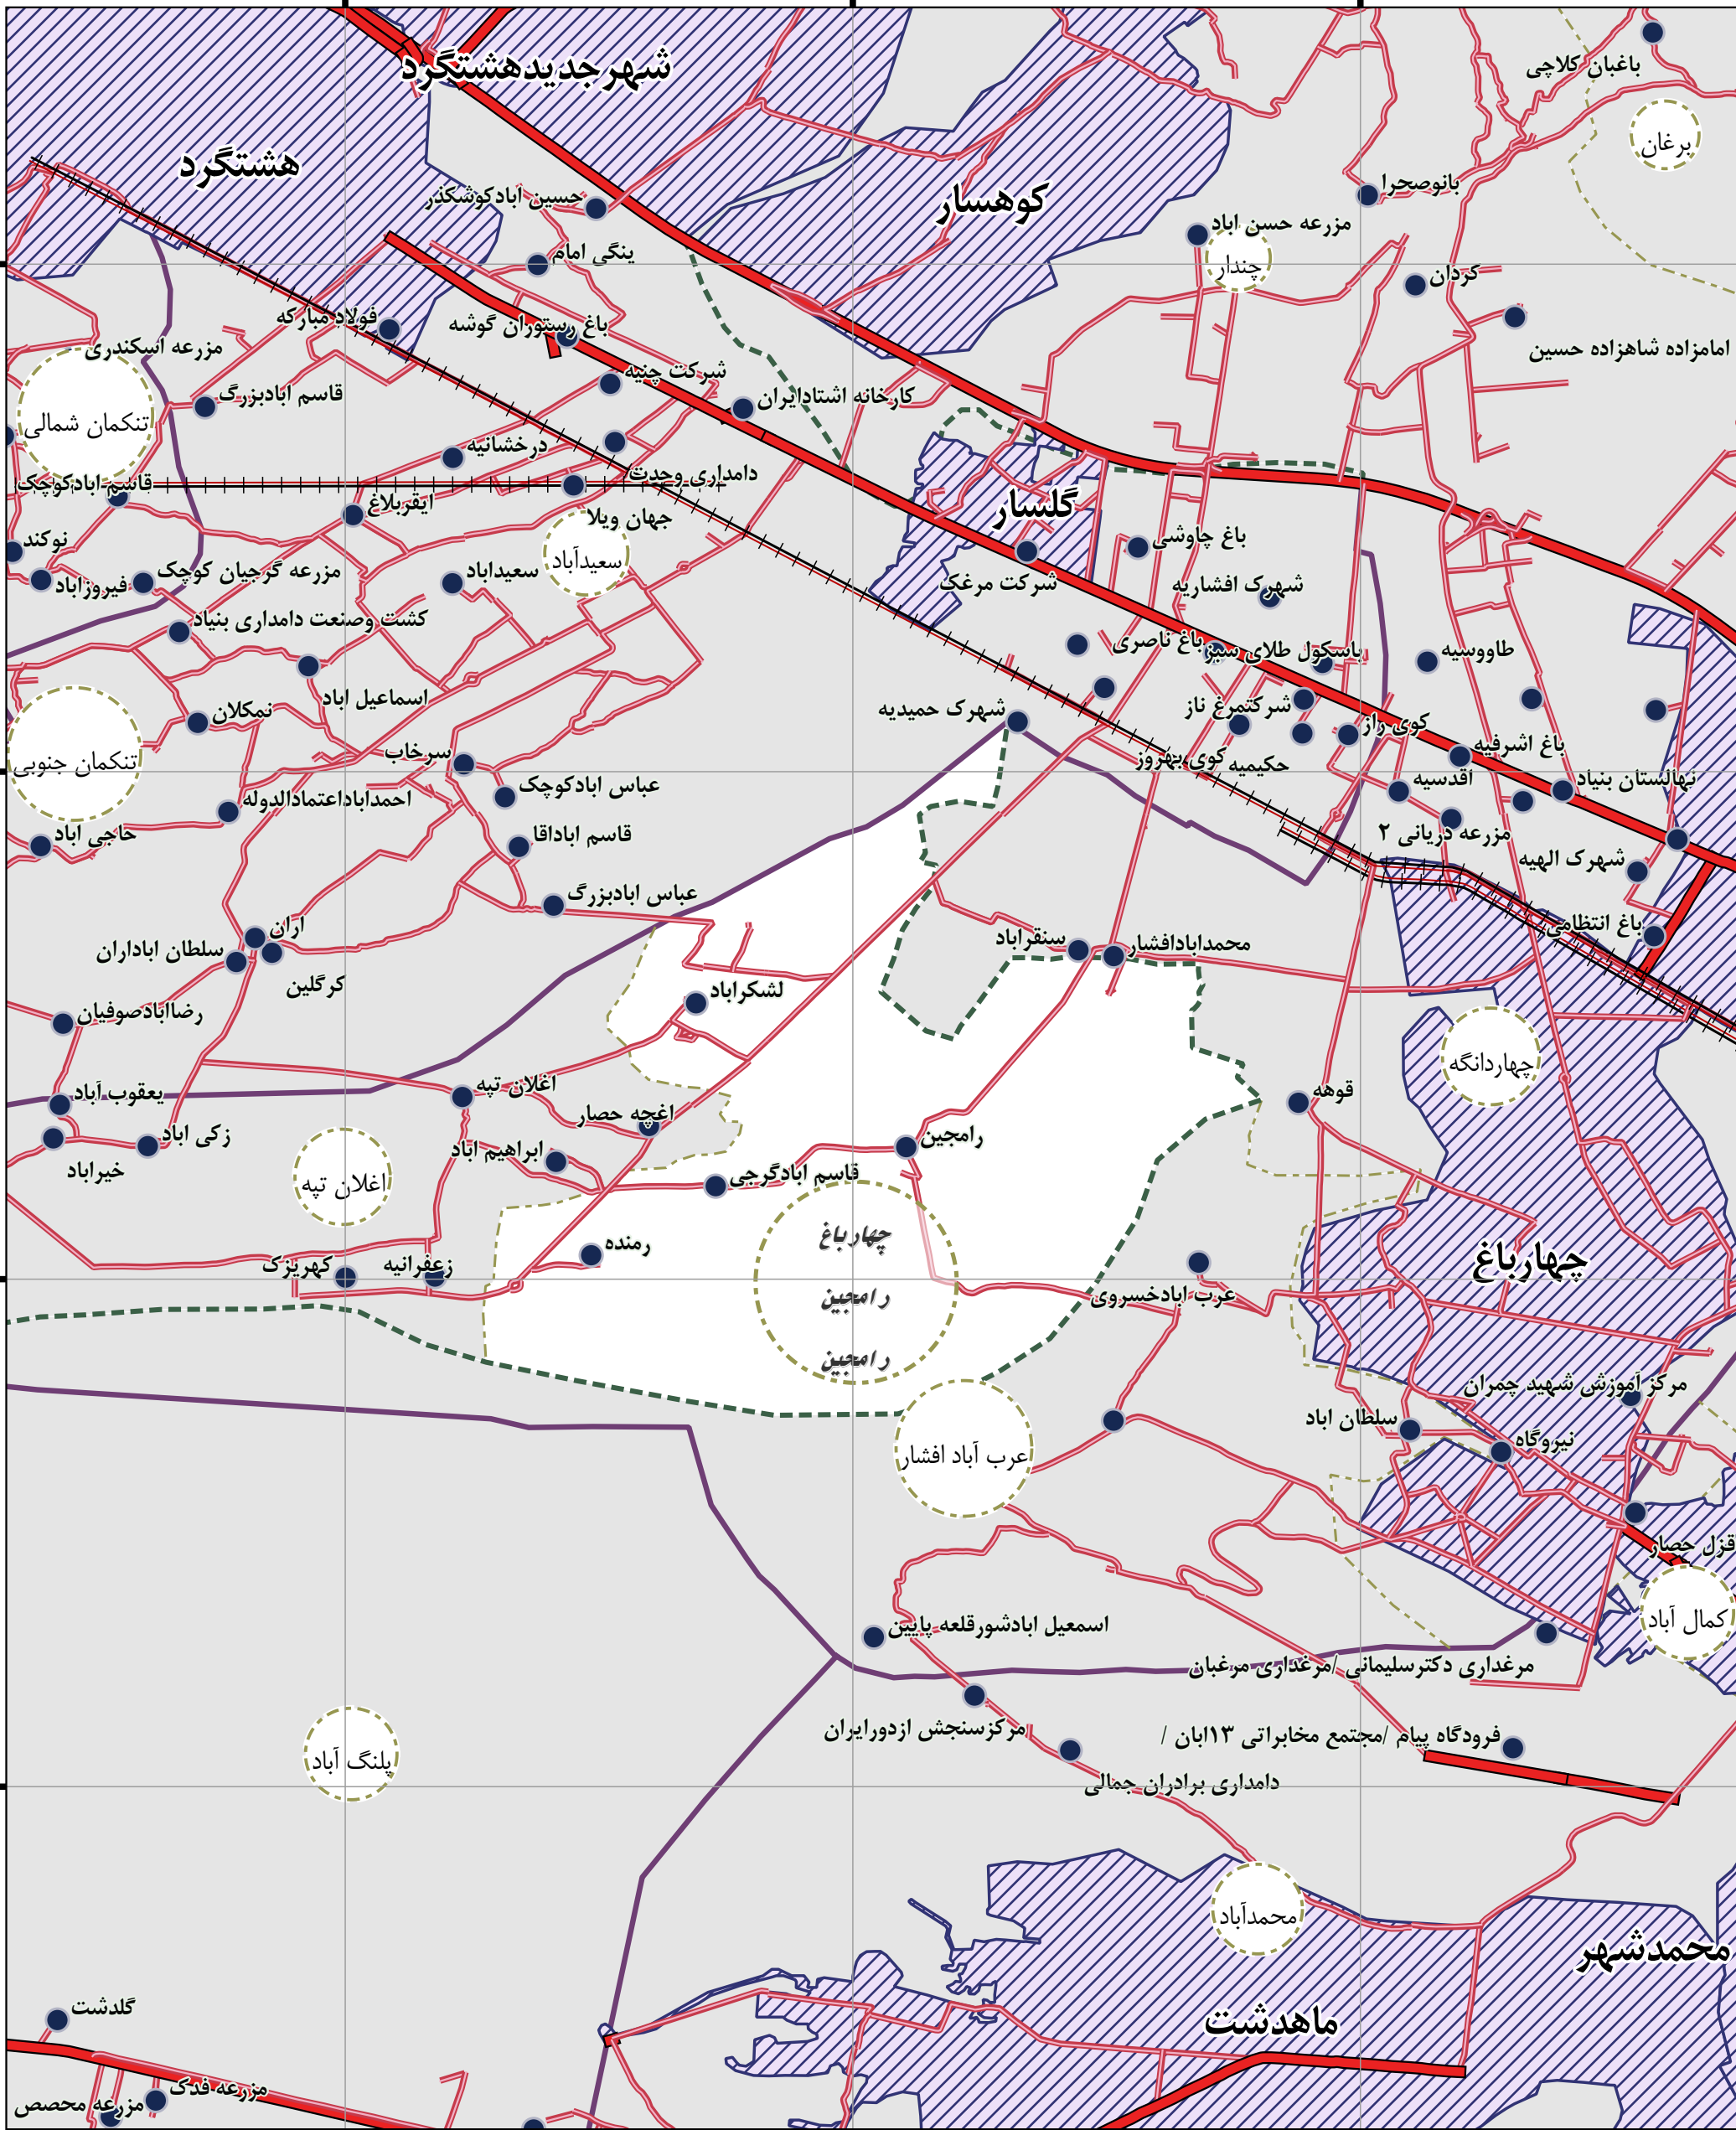 شهرجدیدهشتگرد
باغبان کلاچی
برغان
هشتگرد
بانوصحرا
حسین آبادکوشکذر
کوهسار
مزرعه حسن اباد
ینگی امام
چندار
کردان
فولاد مبارکه
باغ رستوران گوشه
مزرعه اسکندری
امامزاده شاهزاده حسین
شرکت چنیه
قاسم ابادبزرگ
کارخانه اشتادایران
تنکمان شمالی
درخشانیه
دامداری وحدت
قاسم ابادکوچک
ایقربلاغ
گلسار
جهان ویلا
باغ چاوشی
نوکند
سعیدآباد
مزرعه گرجیان کوچک
سعیداباد
فیروزاباد
شرکت مرغک
شهرک افشاریه
کشت وصنعت دامداری بنیاد
باغ ناصری
باسکول طلای سبز
طاووسیه
اسماعیل اباد
نمکلان
شهرک حمیدیه
شرکتمرغ ناز
کوی راز
تنکمان جنوبی
سرخاب
کوی بهروز
حکیمیه
باغ اشرفیه
عباس ابادکوچک
اقدسیه
نهالستان بنیاد
احمداباداعتمادالدوله
حاجی اباد
قاسم اباداقا
مزرعه دریانی ۲
شهرک الهیه
عباس ابادبزرگ
اران
باغ انتظامی
سلطان اباداران
سنقراباد
محمدابادافشار
کرگلین
لشکراباد
رضاابادصوفیان
چهاردانگه
یعقوب آباد
اغلان تپه
قوهه
اغچه حصار
زکی اباد
ابراهیم اباد
رامجین
خیراباد
اغلان تپه
قاسم ابادگرجی
چهارباغ
رامجین
رامجین
رمنده
چهارباغ
کهریزک
زعفرانیه
عرب ابادخسروی
مرکز آموزش شهید چمران
سلطان اباد
نیروگاه
عرب آباد افشار
قزل حصار
کمال آباد
اسمعیل ابادشورقلعه پایین
مرغداری دکترسلیمانی /مرغداری مرغبان
مرکزسنجش ازدورایران
فرودگاه پیام /مجتمع مخابراتی ۱۳ابان /
پلنگ آباد
دامداری برادران جمالی
محمدآباد
محمدشهر
گلدشت
ماهدشت
مزرعه فدک
مزرعه محصص